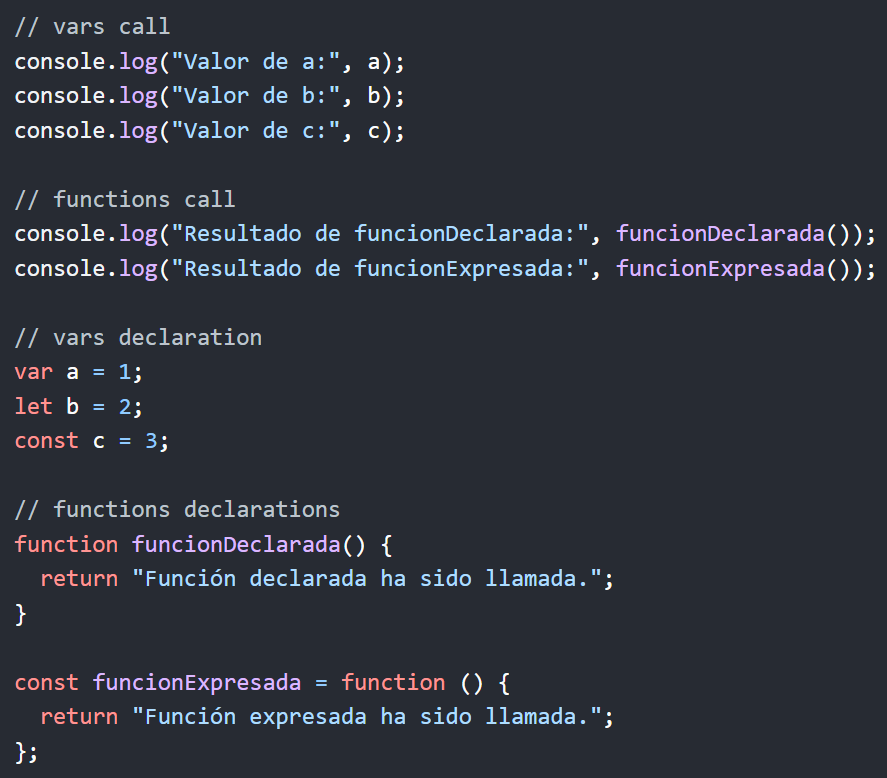 // vars call
console.log("Valor de a:", a);
console.log("Valor de b:", b);
console.log("Valor de c:", c);
// functions call
console.log("Resultado de funcionDeclarada:", funcionDeclarada());
console.log("Resultado de funcionExpresada:", funcionExpresada());
// vars declaration
var a = 1;
let b = 2;
const c = 3;
// functions declarations
function funcionDeclarada() {
  return "Función declarada ha sido llamada.";
}
const funcionExpresada = function () {
  return "Función expresada ha sido llamada.";
};